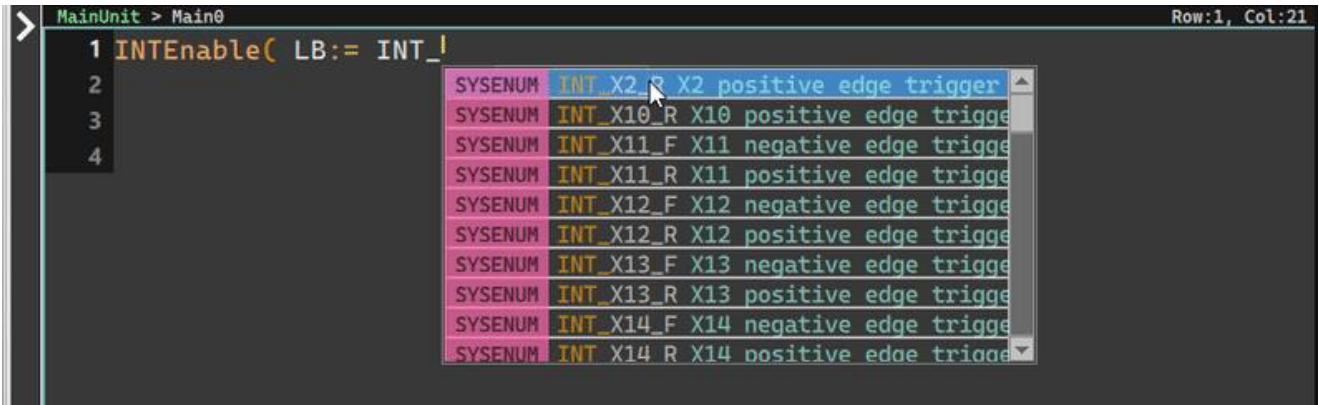 MainUnit > Main0 Row:1, Col:21
1 INTEnable( LB:= INT_
2
3
4
SYSENUM INT_X2_R X2 positive edge trigger
SYSENUM INT_X10_R X10 positive edge trigge
SYSENUM INT_X11_F X11 negative edge trigge
SYSENUM INT_X11_R X11 positive edge trigge
SYSENUM INT_X12_F X12 negative edge trigge
SYSENUM INT_X12_R X12 positive edge trigge
SYSENUM INT_X13_F X13 negative edge trigge
SYSENUM INT_X13_R X13 positive edge trigge
SYSENUM INT_X14_F X14 negative edge trigge
SYSENUM INT_X14_R X14 positive edge trigge